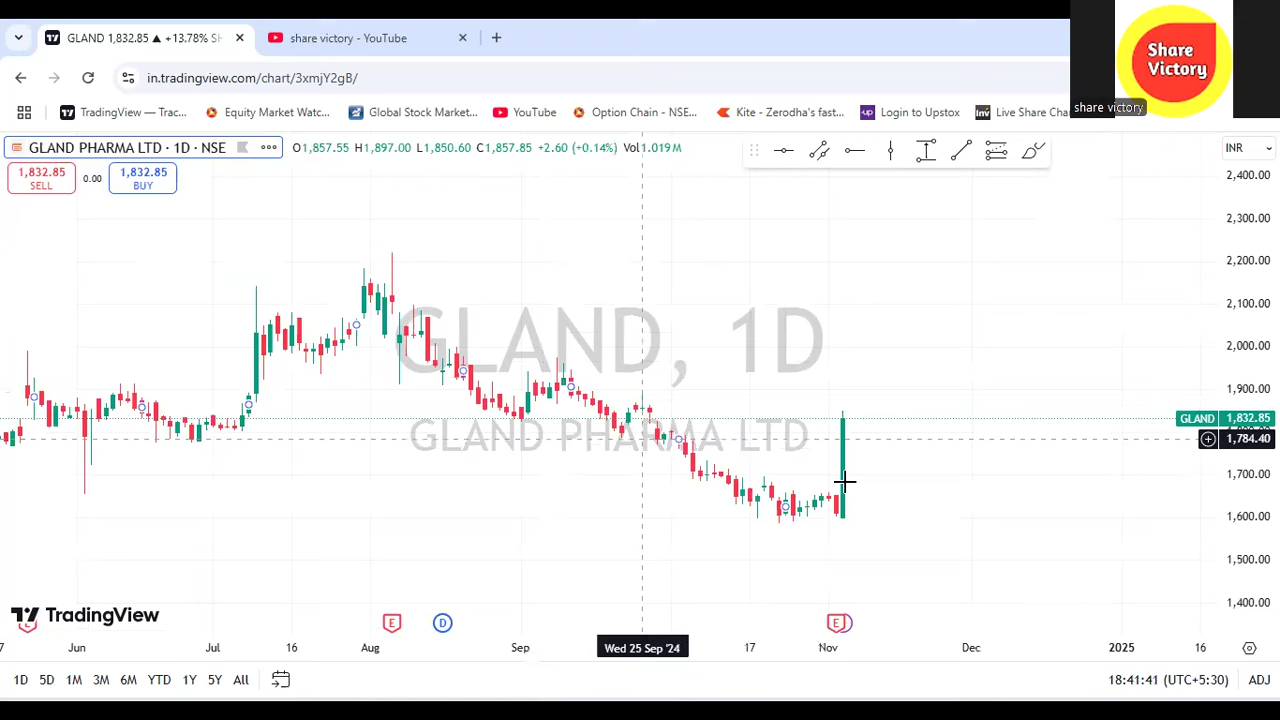 GLAND 1,832.85 ▲ +13.78% SH
share victory - YouTube
in.tradingview.com/chart/3xmjY2gB/
TradingView — Trac...
Equity Market Watc...
Global Stock Market...
YouTube
Option Chain - NSE...
Kite - Zerodha's fast...
Login to Upstox
Live Share Cha
Share
Victory
share victory
GLAND PHARMA LTD · 1D · NSE
O1,857.55 H1,897.00 L1,850.60 C1,857.85 +2.60 (+0.14%) Vol1.019M
INR
1,832.85
SELL
0.00
1,832.85
BUY
2,400.00
2,300.00
2,200.00
2,100.00
2,000.00
1,900.00
GLAND 1,832.85
1,784.40
1,700.00
1,600.00
1,500.00
1,400.00
GLAND, 1D
GLAND PHARMA LTD
TradingView
E
D
E
7 Jun Jul 16 Aug Sep Wed 25 Sep '24 17 Nov Dec 2025 16
1D 5D 1M 3M 6M YTD 1Y 5Y All
18:41:41 (UTC+5:30) ADJ